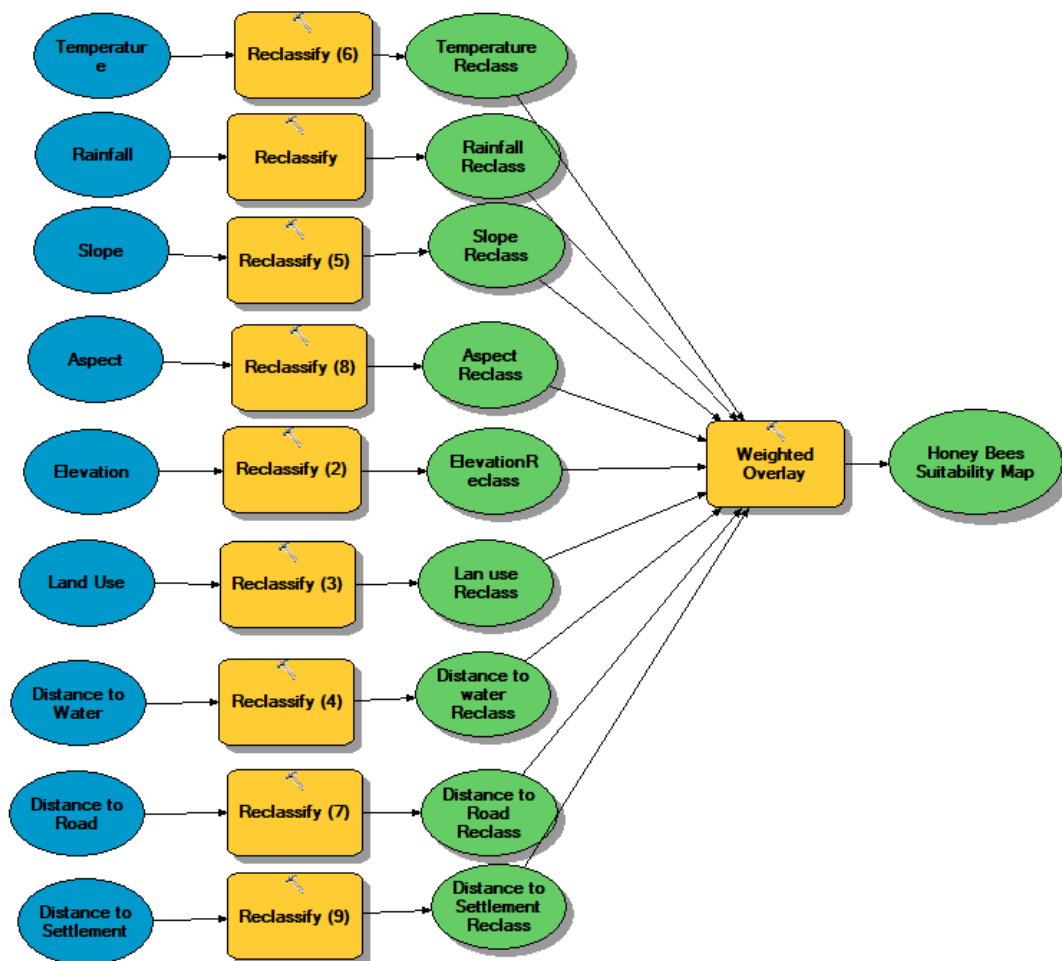 Temperatur
e
Reclassify (6)
Temperature
Reclass
Rainfall
Reclassify
Rainfall
Reclass
Slope
Reclassify (5)
Slope
Reclass
Aspect
Reclassify (8)
Aspect
Reclass
Elevation
Reclassify (2)
ElevationR
eclass
Weighted
Overlay
Honey Bees
Suitability Map
Land Use
Reclassify (3)
Lan use
Reclass
Distance to
Water
Reclassify (4)
Distance to
water
Reclass
Distance to
Road
Reclassify (7)
Distance to
Road
Reclass
Distance to
Settlement
Reclassify (9)
Distance to
Settlement
Reclass